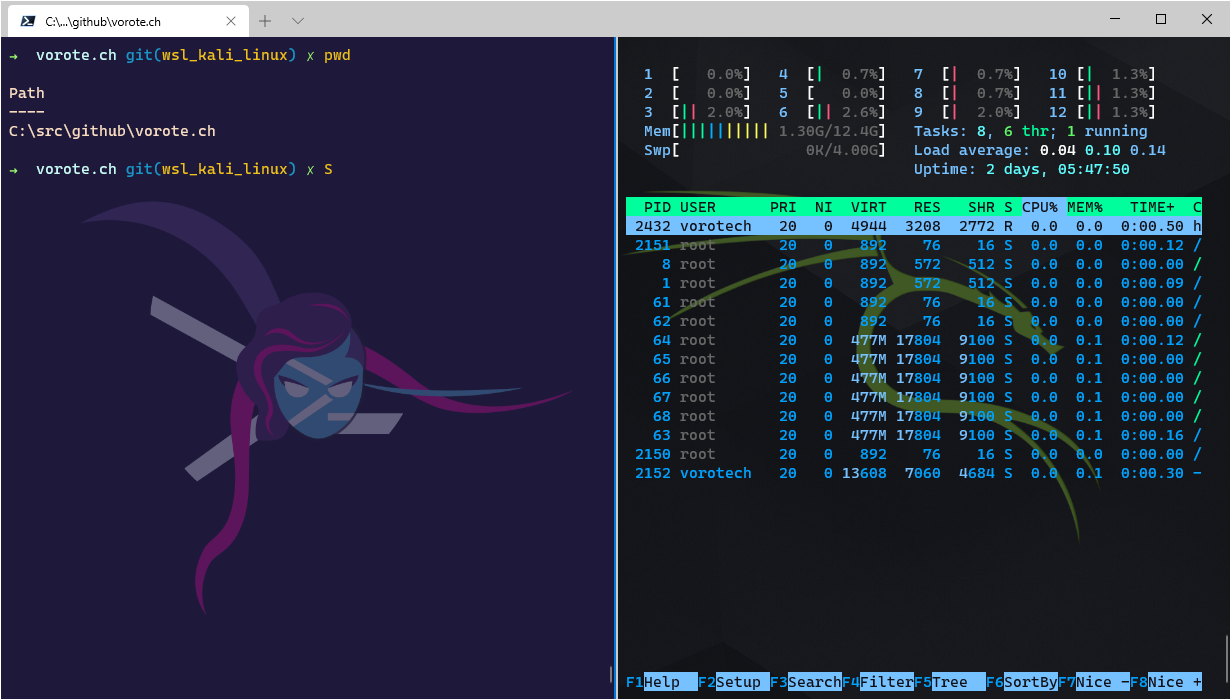 C:\...\github\vorote.ch
→ vorote.ch git(wsl_kali_linux) ✗ pwd
Path
----
C:\src\github\vorote.ch
→ vorote.ch git(wsl_kali_linux) ✗ S
1 [ 0.0%] 4 [| 0.7%] 7 [| 0.7%] 10 [| 1.3%]
2 [ 0.0%] 5 [ 0.0%] 8 [| 0.7%] 11 [|| 1.3%]
3 [|| 2.0%] 6 [|| 2.6%] 9 [| 2.0%] 12 [|| 1.3%]
Mem[|||||||||| 1.30G/12.4G] Tasks: 8, 6 thr; 1 running
Swp[ 0K/4.00G] Load average: 0.04 0.10 0.14
Uptime: 2 days, 05:47:50
PID USER PRI NI VIRT RES SHR S CPU% MEM% TIME+ C
2432 vorotech 20 0 4944 3208 2772 R 0.0 0.0 0:00.50 h
2151 root 20 0 892 76 16 S 0.0 0.0 0:00.12 /
8 root 20 0 892 572 512 S 0.0 0.0 0:00.00 /
1 root 20 0 892 572 512 S 0.0 0.0 0:00.09 /
61 root 20 0 892 76 16 S 0.0 0.0 0:00.00 /
62 root 20 0 892 76 16 S 0.0 0.0 0:00.00 /
64 root 20 0 477M 17804 9100 S 0.0 0.1 0:00.12 /
65 root 20 0 477M 17804 9100 S 0.0 0.1 0:00.00 /
66 root 20 0 477M 17804 9100 S 0.0 0.1 0:00.00 /
67 root 20 0 477M 17804 9100 S 0.0 0.1 0:00.00 /
68 root 20 0 477M 17804 9100 S 0.0 0.1 0:00.00 /
63 root 20 0 477M 17804 9100 S 0.0 0.1 0:00.16 /
2150 root 20 0 892 76 16 S 0.0 0.0 0:00.00 /
2152 vorotech 20 0 13608 7060 4684 S 0.0 0.1 0:00.30 -
F1Help F2Setup F3SearchF4FilterF5Tree F6SortByF7Nice -F8Nice +